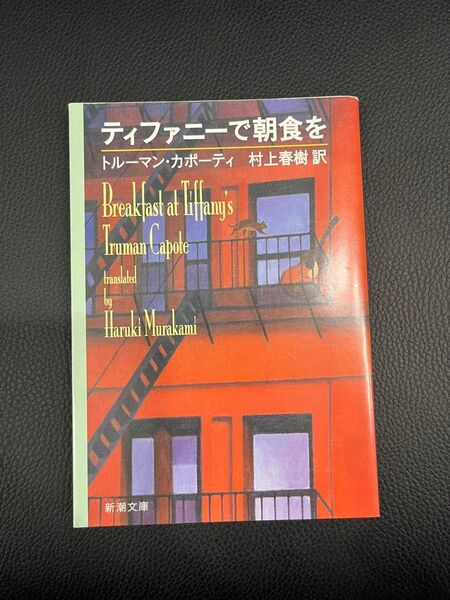 ティファニーで朝食を
トルーマン・カポーティ 村上春樹 訳
Breakfast at Tiffany's
Truman Capote
translated
by
Haruki Murakami
新潮文庫